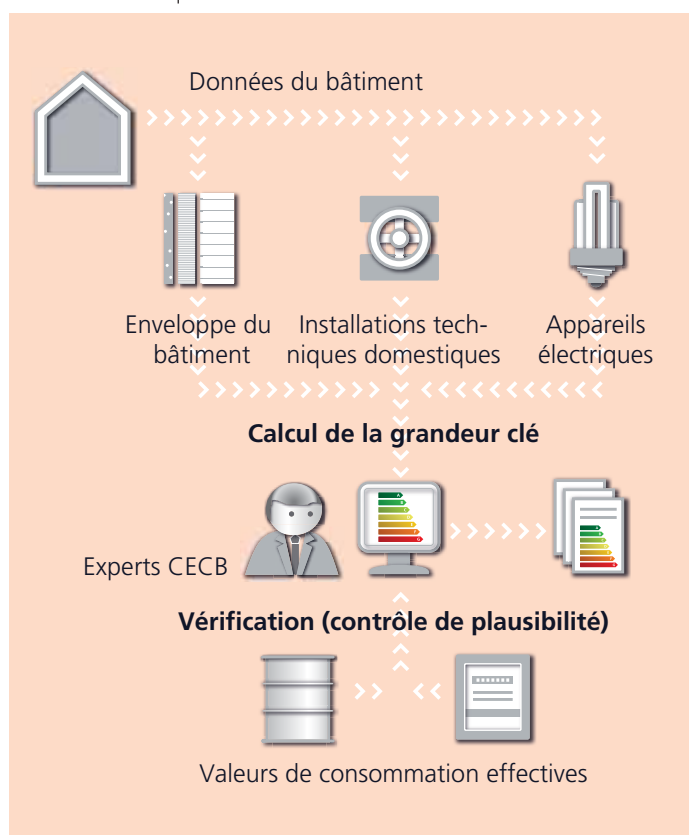 Données du bâtiment
Enveloppe du
bâtiment
Installations tech-
niques domestiques
Appareils
électriques
Calcul de la grandeur clé
Experts CECB
Vérification (contrôle de plausibilité)
Valeurs de consommation effectives